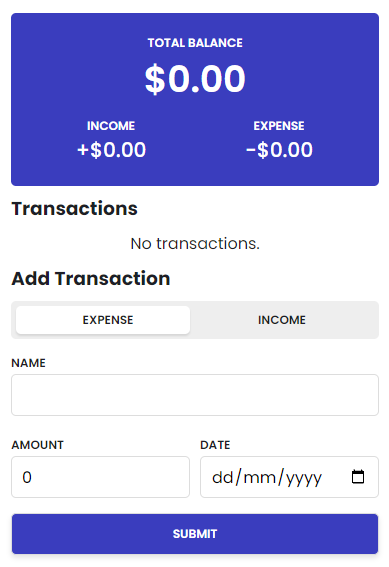 TOTAL BALANCE
$0.00
INCOME EXPENSE
+$0.00 -$0.00
Transactions
No transactions.
Add Transaction
EXPENSE INCOME
NAME
AMOUNT DATE
0 dd/mm/yyyy
SUBMIT